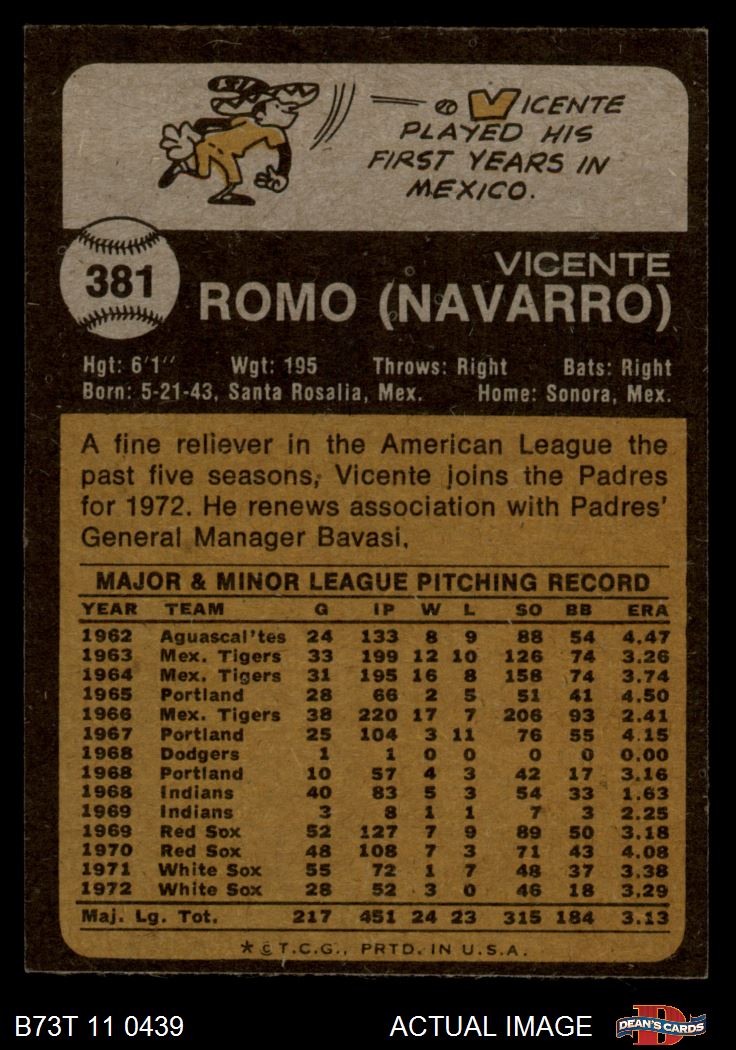 VICENTE
PLAYED HIS
FIRST YEARS IN
MEXICO.
381
VICENTE
ROMO (NAVARRO)
Hgt: 6'1" Wgt: 195 Throws: Right Bats: Right
Born: 5-21-43, Santa Rosalia, Mex. Home: Sonora, Mex.
A fine reliever in the American League the
past five seasons, Vicente joins the Padres
for 1972. He renews association with Padres'
General Manager Bavasi.
MAJOR & MINOR LEAGUE PITCHING RECORD
YEAR TEAM G IP W L SO BB ERA
1962 Aguascal'tes 24 133 8 9 88 54 4.47
1963 Mex. Tigers 33 199 12 10 126 74 3.26
1964 Mex. Tigers 31 195 16 8 158 74 3.74
1965 Portland 28 66 2 5 51 41 4.50
1966 Mex. Tigers 38 220 17 7 206 93 2.41
1967 Portland 25 104 3 11 76 55 4.15
1968 Dodgers 1 1 0 0 0 0 0.00
1968 Portland 10 57 4 3 42 17 3.16
1968 Indians 40 83 5 3 54 33 1.63
1969 Indians 3 8 1 1 7 3 2.25
1969 Red Sox 52 127 7 9 89 50 3.18
1970 Red Sox 48 108 7 3 71 43 4.08
1971 White Sox 55 72 1 7 48 37 3.38
1972 White Sox 28 52 3 0 46 18 3.29
Maj. Lg. Tot. 217 451 24 23 315 184 3.13
* © T.C.G., PRTD. IN U.S.A.
B73T 11 0439 ACTUAL IMAGE
D
DEAN'S CARDS